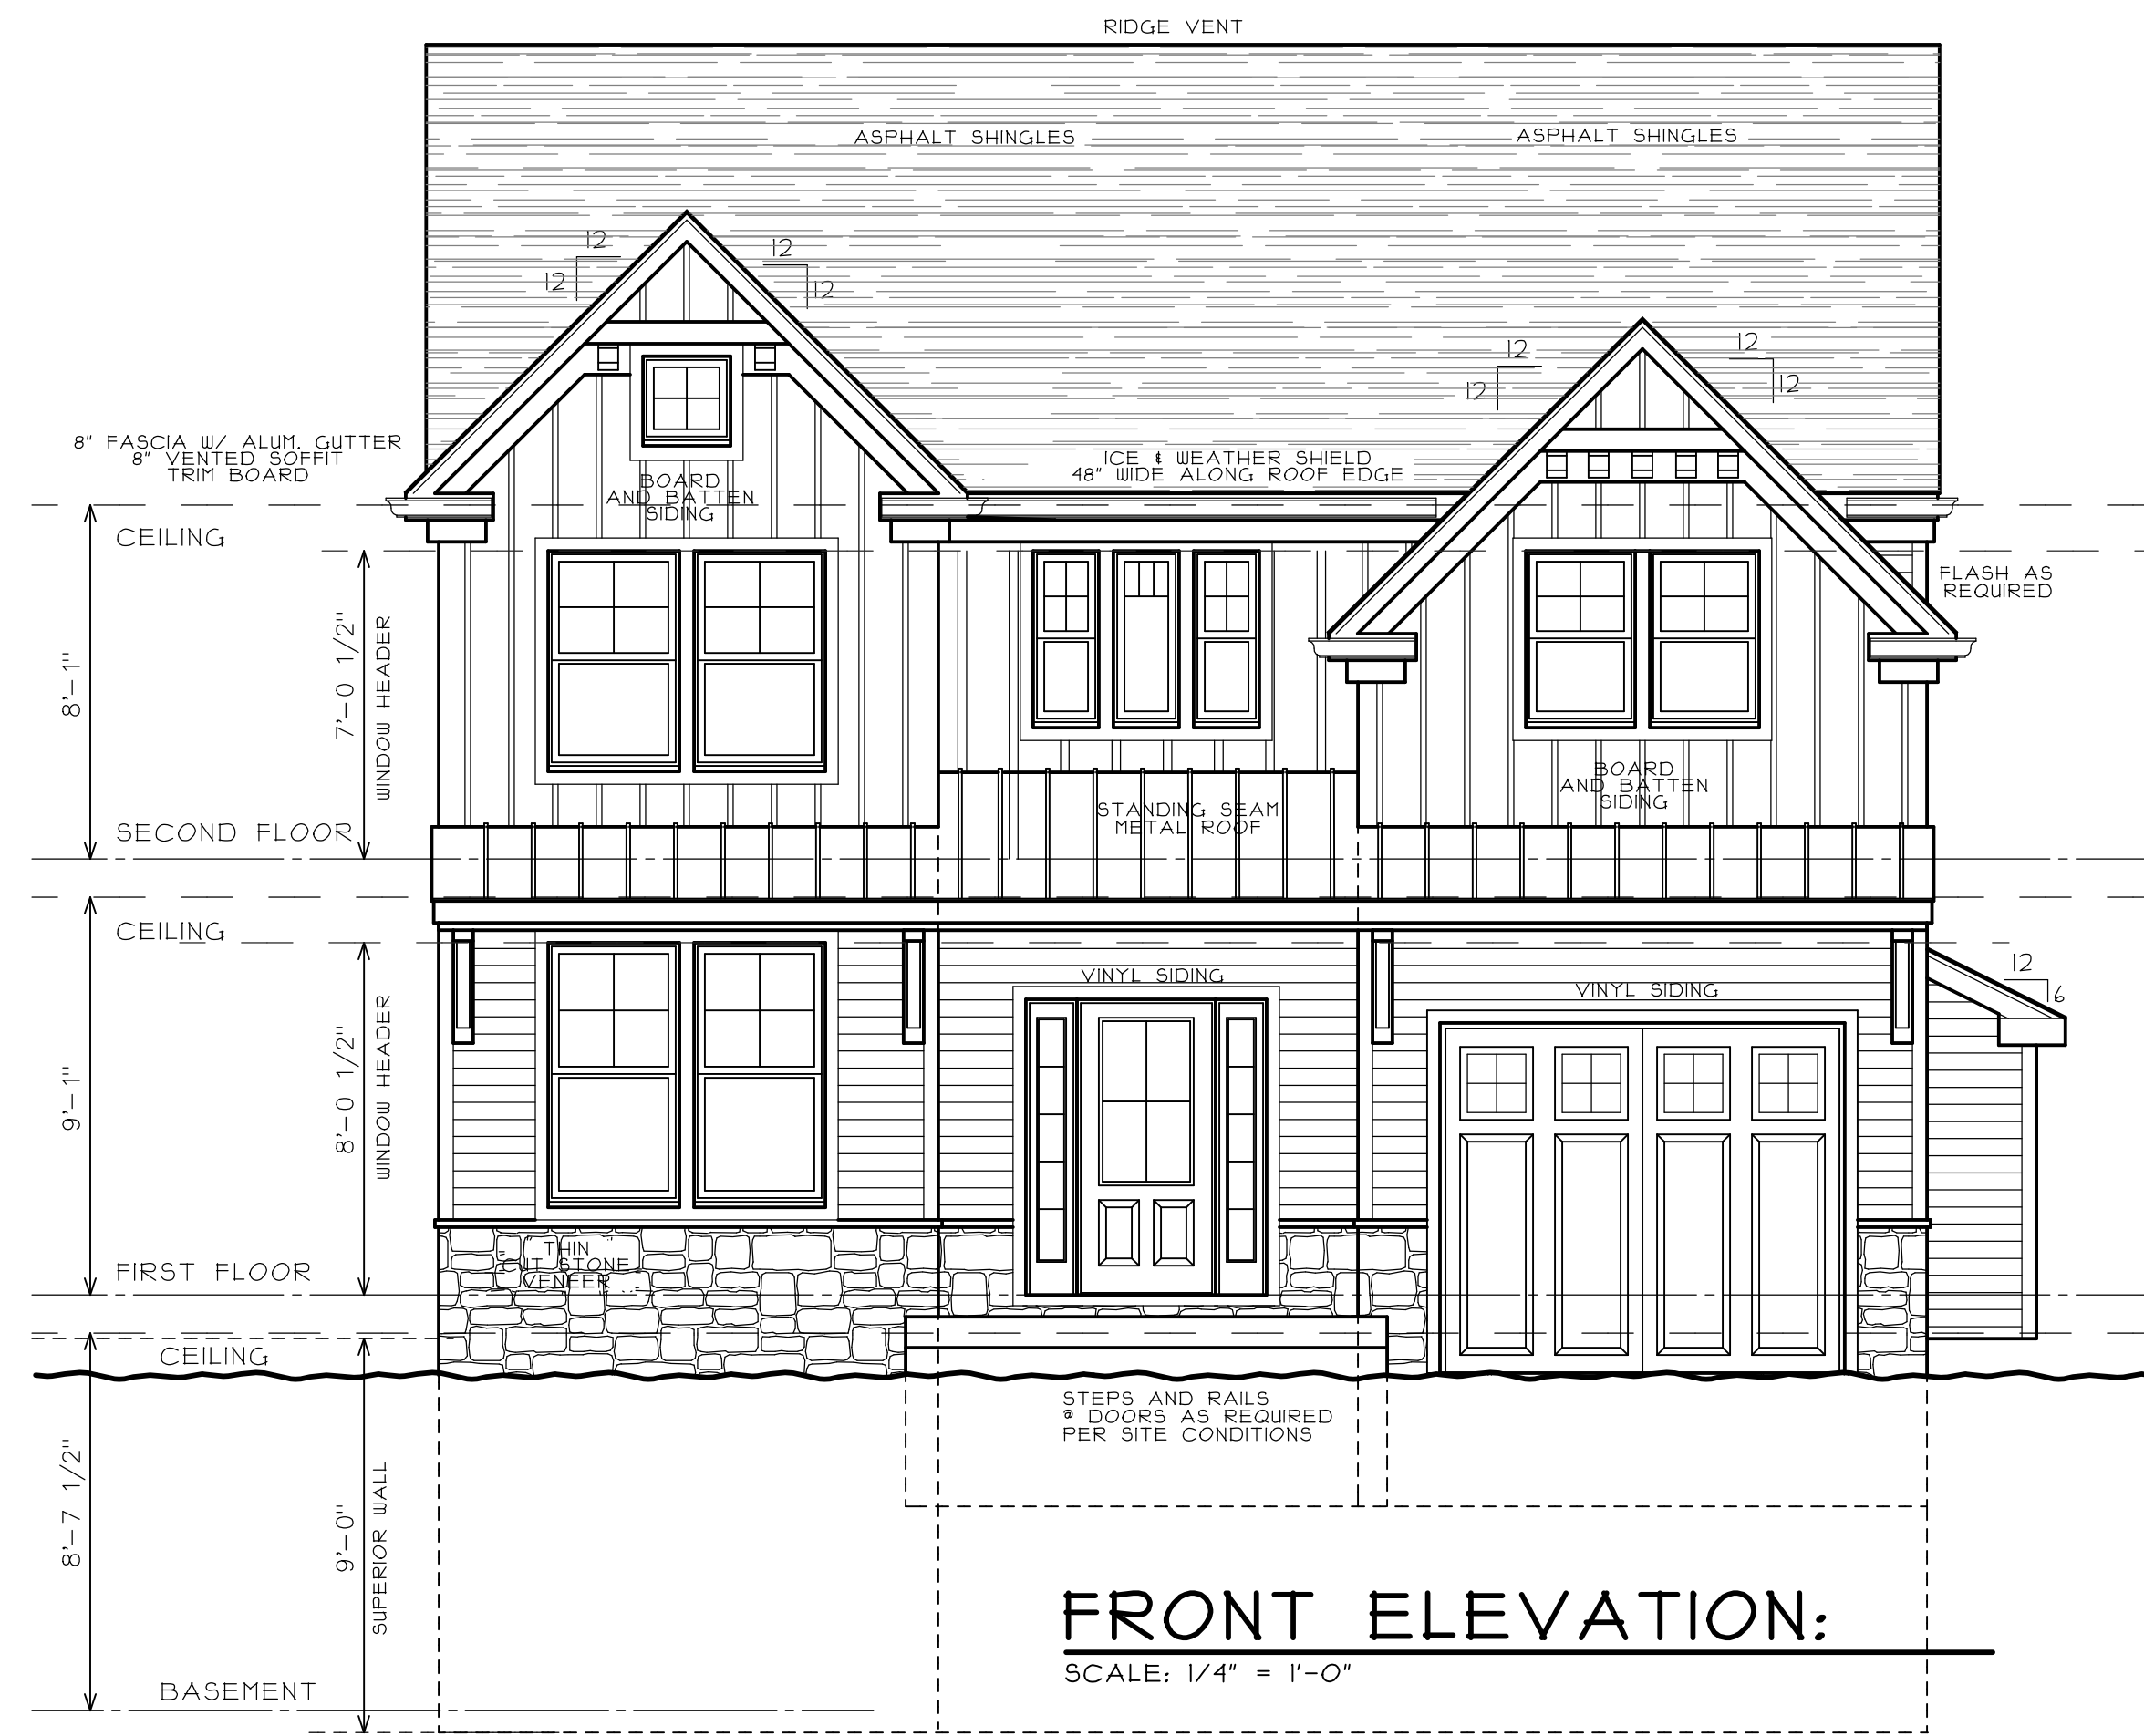 RIDGE VENT
ASPHALT SHINGLES
ASPHALT SHINGLES
12
12
12
12
12
12
12
12
8" FASCIA W/ ALUM. GUTTER
8" VENTED SOFFIT
TRIM BOARD
ICE & WEATHER SHIELD
48" WIDE ALONG ROOF EDGE
BOARD
AND BATTEN
SIDING
CEILING
FLASH AS
REQUIRED
8'-1"
7'-0 1/2"
WINDOW HEADER
BOARD
AND BATTEN
SIDING
STANDING SEAM
METAL ROOF
SECOND FLOOR
CEILING
VINYL SIDING
VINYL SIDING
12
6
9'-1"
8'-0 1/2"
WINDOW HEADER
"THIN"
"CUT STONE
VENEER
FIRST FLOOR
CEILING
STEPS AND RAILS
@ DOORS AS REQUIRED
PER SITE CONDITIONS
8'-7 1/2"
9'-0"
SUPERIOR WALL
FRONT ELEVATION:
SCALE: 1/4" = 1'-0"
BASEMENT